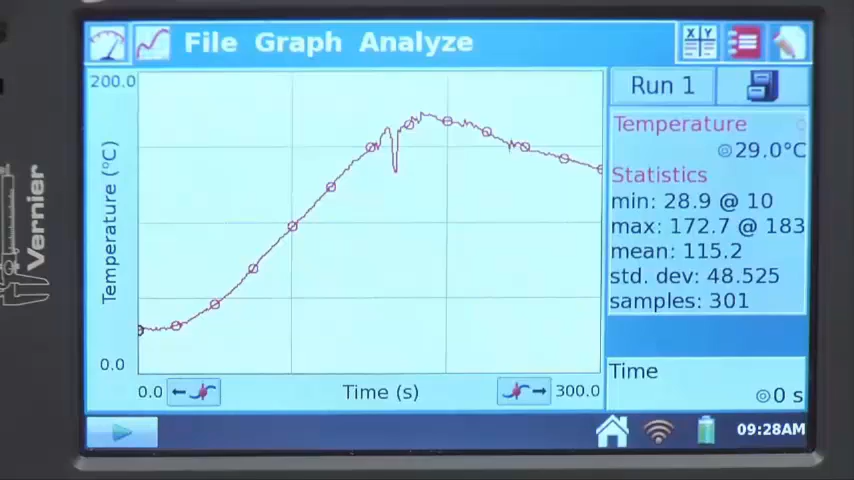 File Graph Analyze
X Y
200.0
Run 1
Temperature
29.0°C
Statistics
min: 28.9 @ 10
max: 172.7 @ 183
mean: 115.2
std. dev: 48.525
samples: 301
Temperature (°C)
Vernier
0.0
0.0
Time (s)
300.0
Time
0 s
09:28AM